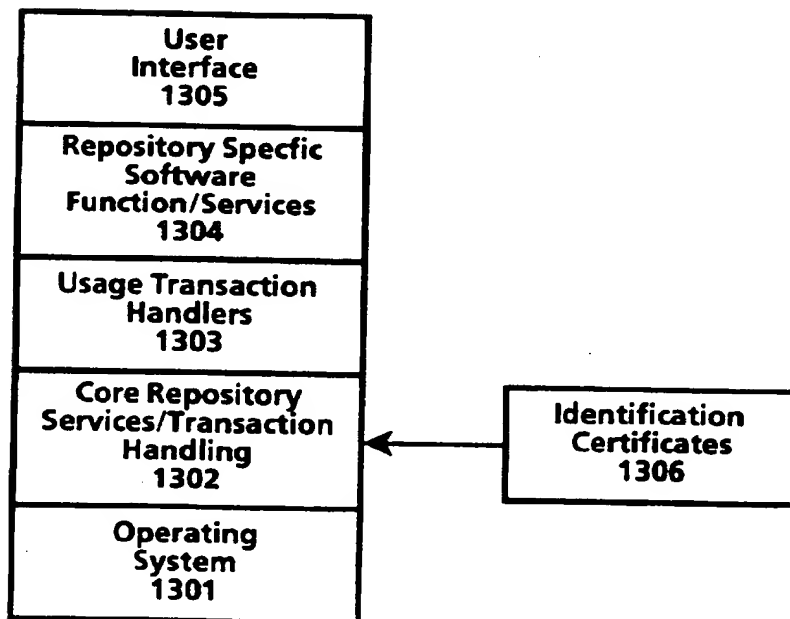 User
Interface
1305
Repository Specfic
Software
Function/Services
1304
Usage Transaction
Handlers
1303
Core Repository
Services/Transaction
Handling
1302
Identification
Certificates
1306
Operating
System
1301